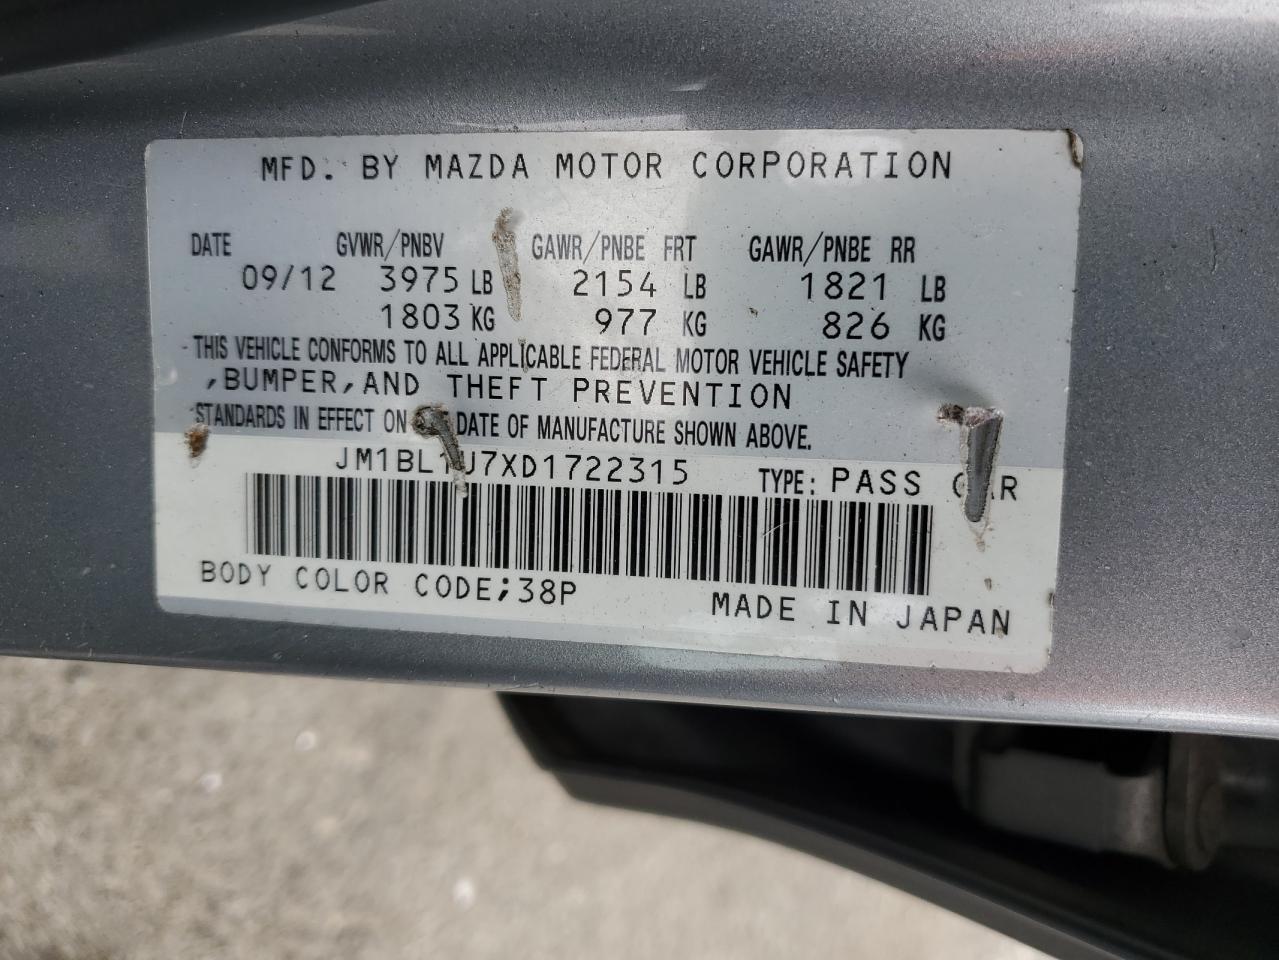 MFD. BY MAZDA MOTOR CORPORATION
DATE GVWR/PNBV GAWR/PNBE FRT GAWR/PNBE RR
09/12 3975 LB 2154 LB 1821 LB
1803 KG 977 KG 826 KG
THIS VEHICLE CONFORMS TO ALL APPLICABLE FEDERAL MOTOR VEHICLE SAFETY
,BUMPER,AND THEFT PREVENTION
STANDARDS IN EFFECT ON DATE OF MANUFACTURE SHOWN ABOVE.
JM1BL1U7XD1722315 TYPE: PASS CAR
BODY COLOR CODE;38P
MADE IN JAPAN